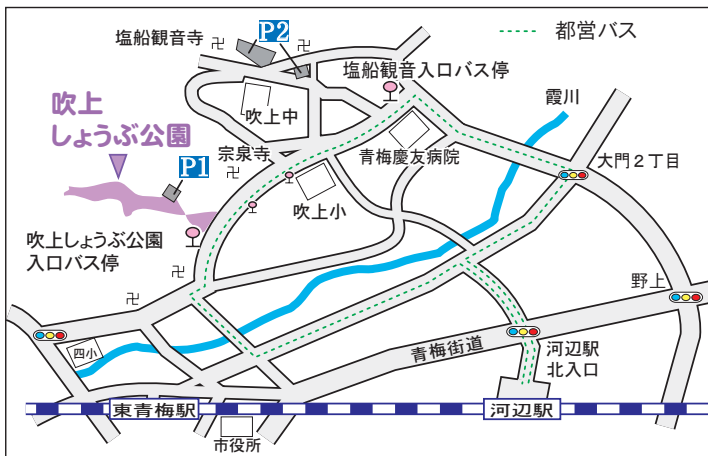 都営バス
塩船観音寺
P2
塩船観音入口バス停
霞川
吹上中
吹上
しょうぶ公園
宗泉寺
青梅慶友病院
大門2丁目
P1
吹上小
吹上しょうぶ公園
入口バス停
野上
四小
青梅街道
河辺駅
北入口
東青梅駅
河辺駅
市役所